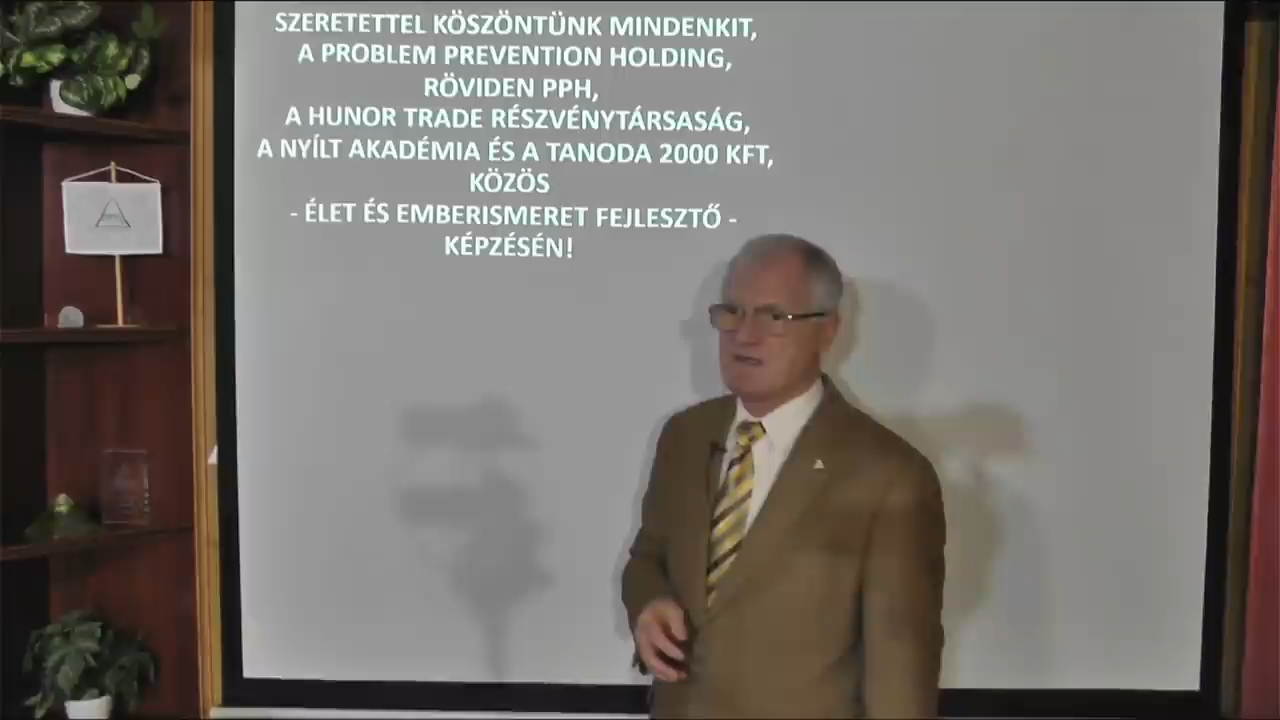 SZERETETTEL KÖSZÖNTÜNK MINDENKIT,
A PROBLEM PREVENTION HOLDING,
RÖVIDEN PPH,
A HUNOR TRADE RÉSZVÉNYTÁRSASÁG,
A NYÍLT AKADÉMIA ÉS A TANODA 2000 KFT,
KÖZÖS
- ÉLET ÉS EMBERISMERET FEJLESZTŐ -
KÉPZÉSÉN!